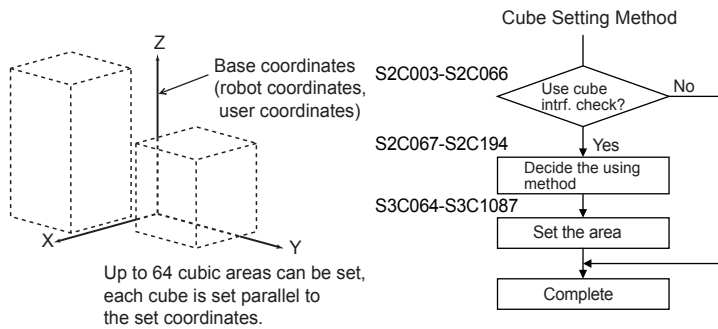 Z
Base coordinates
(robot coordinates,
user coordinates)
X
Y
Up to 64 cubic areas can be set,
each cube is set parallel to
the set coordinates.
Cube Setting Method
S2C003-S2C066
Use cube
intrf. check?
No
Yes
S2C067-S2C194
Decide the using
method
S3C064-S3C1087
Set the area
Complete